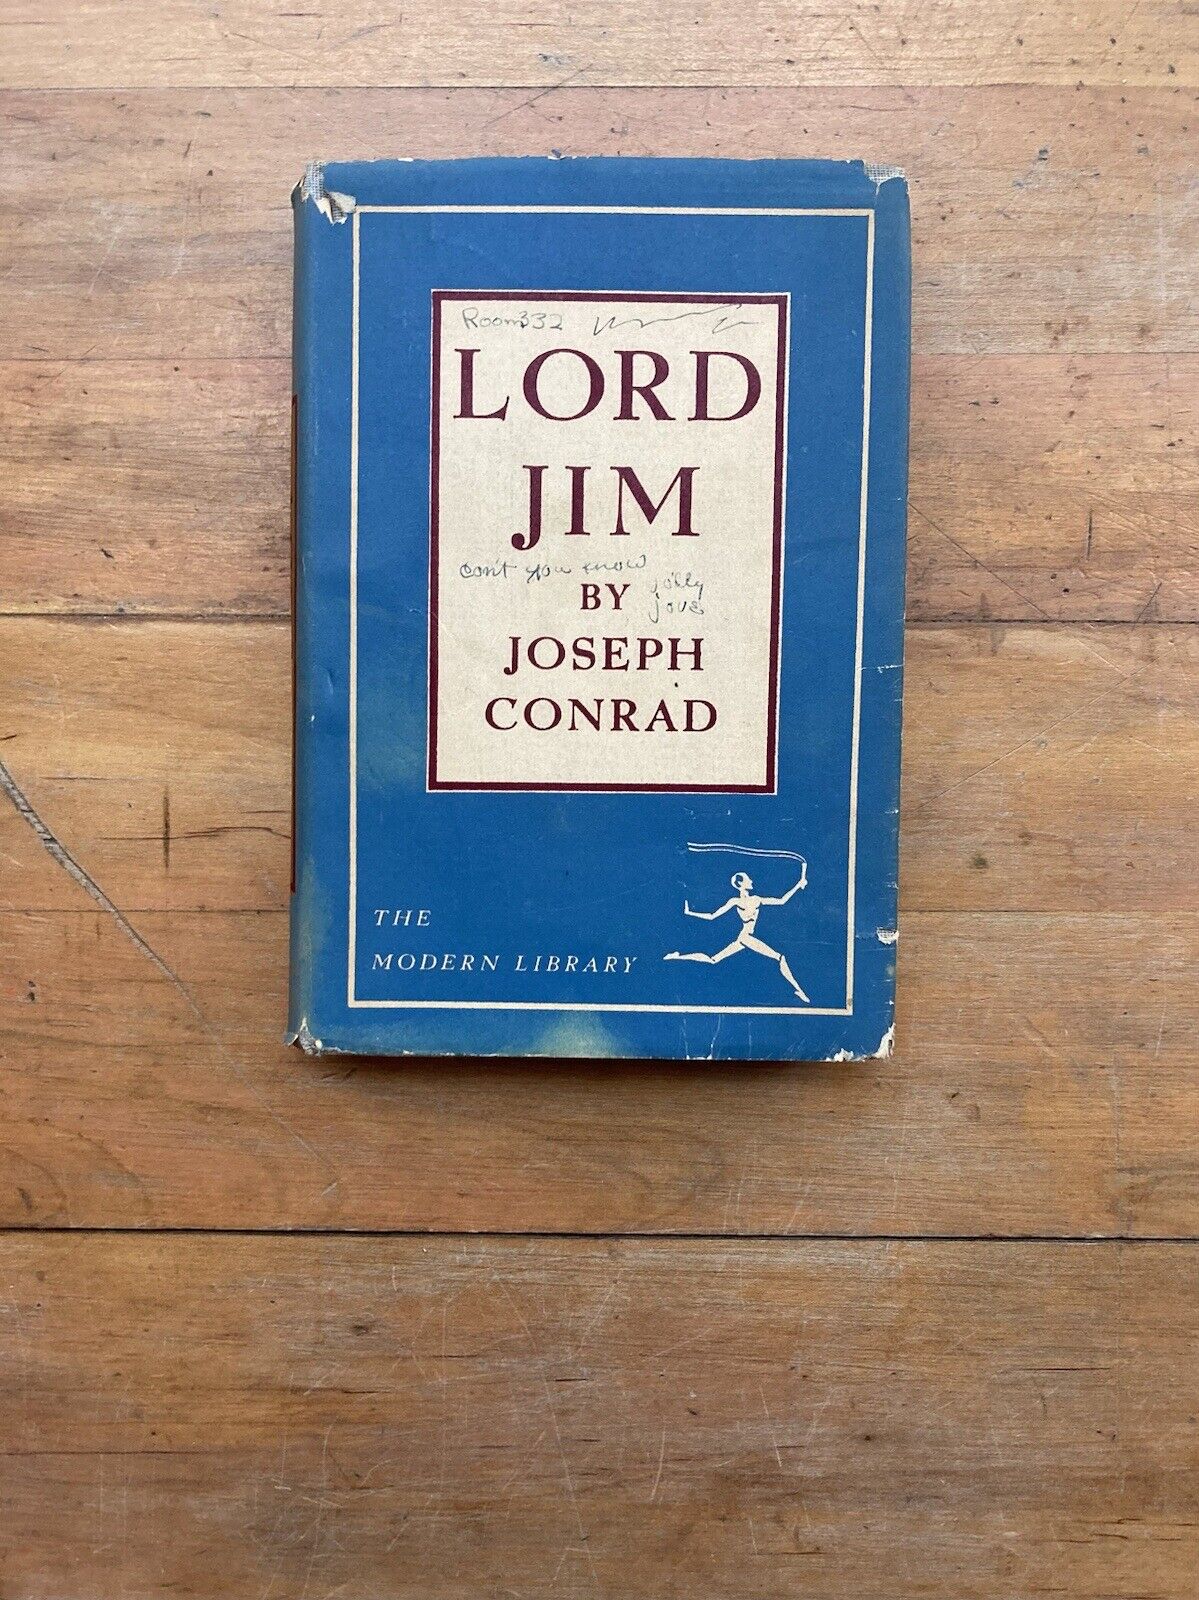 Room 332
LORD
JIM
can't you know
jolly
BY
jove
JOSEPH
CONRAD
THE
MODERN LIBRARY